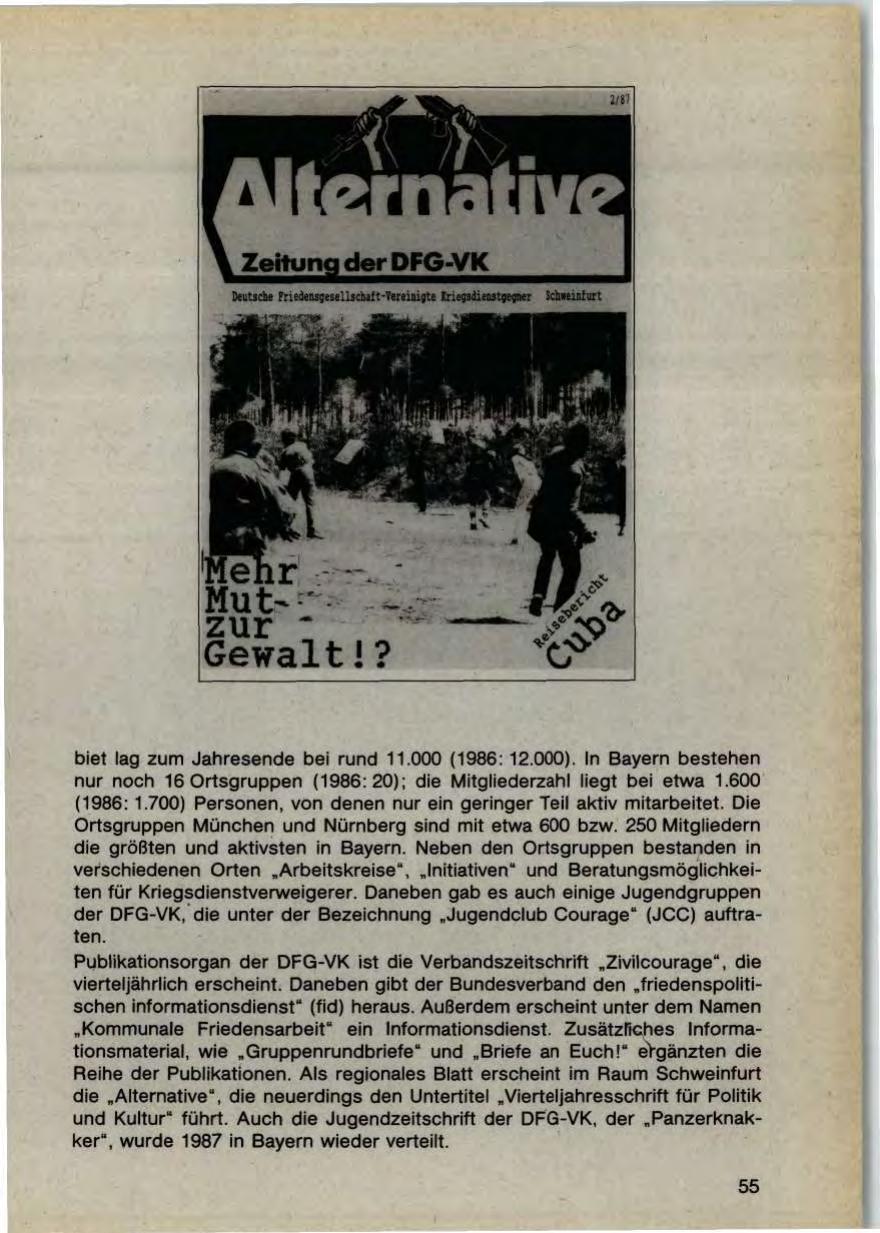 2/87
Alternative
Zeitung der DFG-VK
Deutsche Friedensgesellschaft-Vereinigte Kriegsdienstgegner Schweinfurt
Mehr
Mut
zur
Gewalt!?
Reisebericht
Cuba
biet lag zum Jahresende bei rund 11.000 (1986: 12.000). In Bayern bestehen
nur noch 16 Ortsgruppen (1986: 20); die Mitgliederzahl liegt bei etwa 1.600
(1986: 1.700) Personen, von denen nur ein geringer Teil aktiv mitarbeitet. Die
Ortsgruppen München und Nürnberg sind mit etwa 600 bzw. 250 Mitgliedern
die größten und aktivsten in Bayern. Neben den Ortsgruppen bestanden in
verschiedenen Orten „Arbeitskreise“, „Initiativen“ und Beratungsmöglichkei-
ten für Kriegsdienstverweigerer. Daneben gab es auch einige Jugendgruppen
der DFG-VK, die unter der Bezeichnung „Jugendclub Courage“ (JCC) auftra-
ten.
Publikationsorgan der DFG-VK ist die Verbandszeitschrift „Zivilcourage“, die
vierteljährlich erscheint. Daneben gibt der Bundesverband den „friedenspoliti-
schen informationsdienst“ (fid) heraus. Außerdem erscheint unter dem Namen
„Kommunale Friedensarbeit“ ein Informationsdienst. Zusätzliches Informa-
tionsmaterial, wie „Gruppenrundbriefe“ und „Briefe an Euch!“ ergänzten die
Reihe der Publikationen. Als regionales Blatt erscheint im Raum Schweinfurt
die „Alternative“, die neuerdings den Untertitel „Vierteljahresschrift für Politik
und Kultur“ führt. Auch die Jugendzeitschrift der DFG-VK, der „Panzerknak-
ker“, wurde 1987 in Bayern wieder verteilt.
55